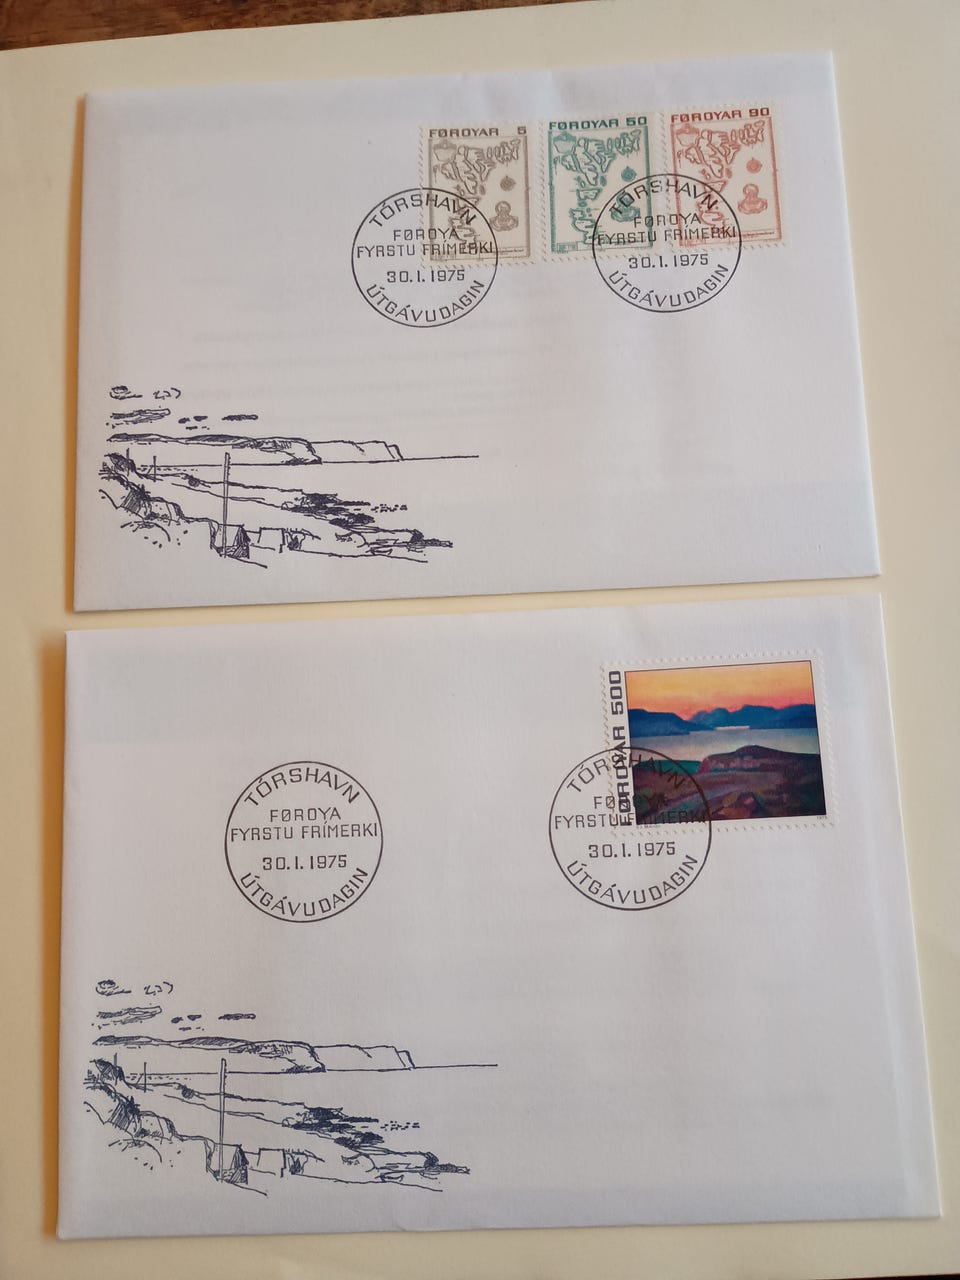 FØROYAR 5
FØROYAR 50
FØROYAR 90
TÓRSHAVN
FØROYA
FYRSTU FRÍMERKI
30.1.1975
ÚTGÁVUDAGIN
TÓRSHAVN
FØROYA
FYRSTU FRÍMERKI
30.1.1975
ÚTGÁVUDAGIN
FØROYAR 500
1975
TÓRSHAVN
FØROYA
FYRSTU FRÍMERKI
30.1.1975
ÚTGÁVUDAGIN
TÓRSHAVN
FØROYA
FYRSTU FRÍMERKI
30.1.1975
ÚTGÁVUDAGIN